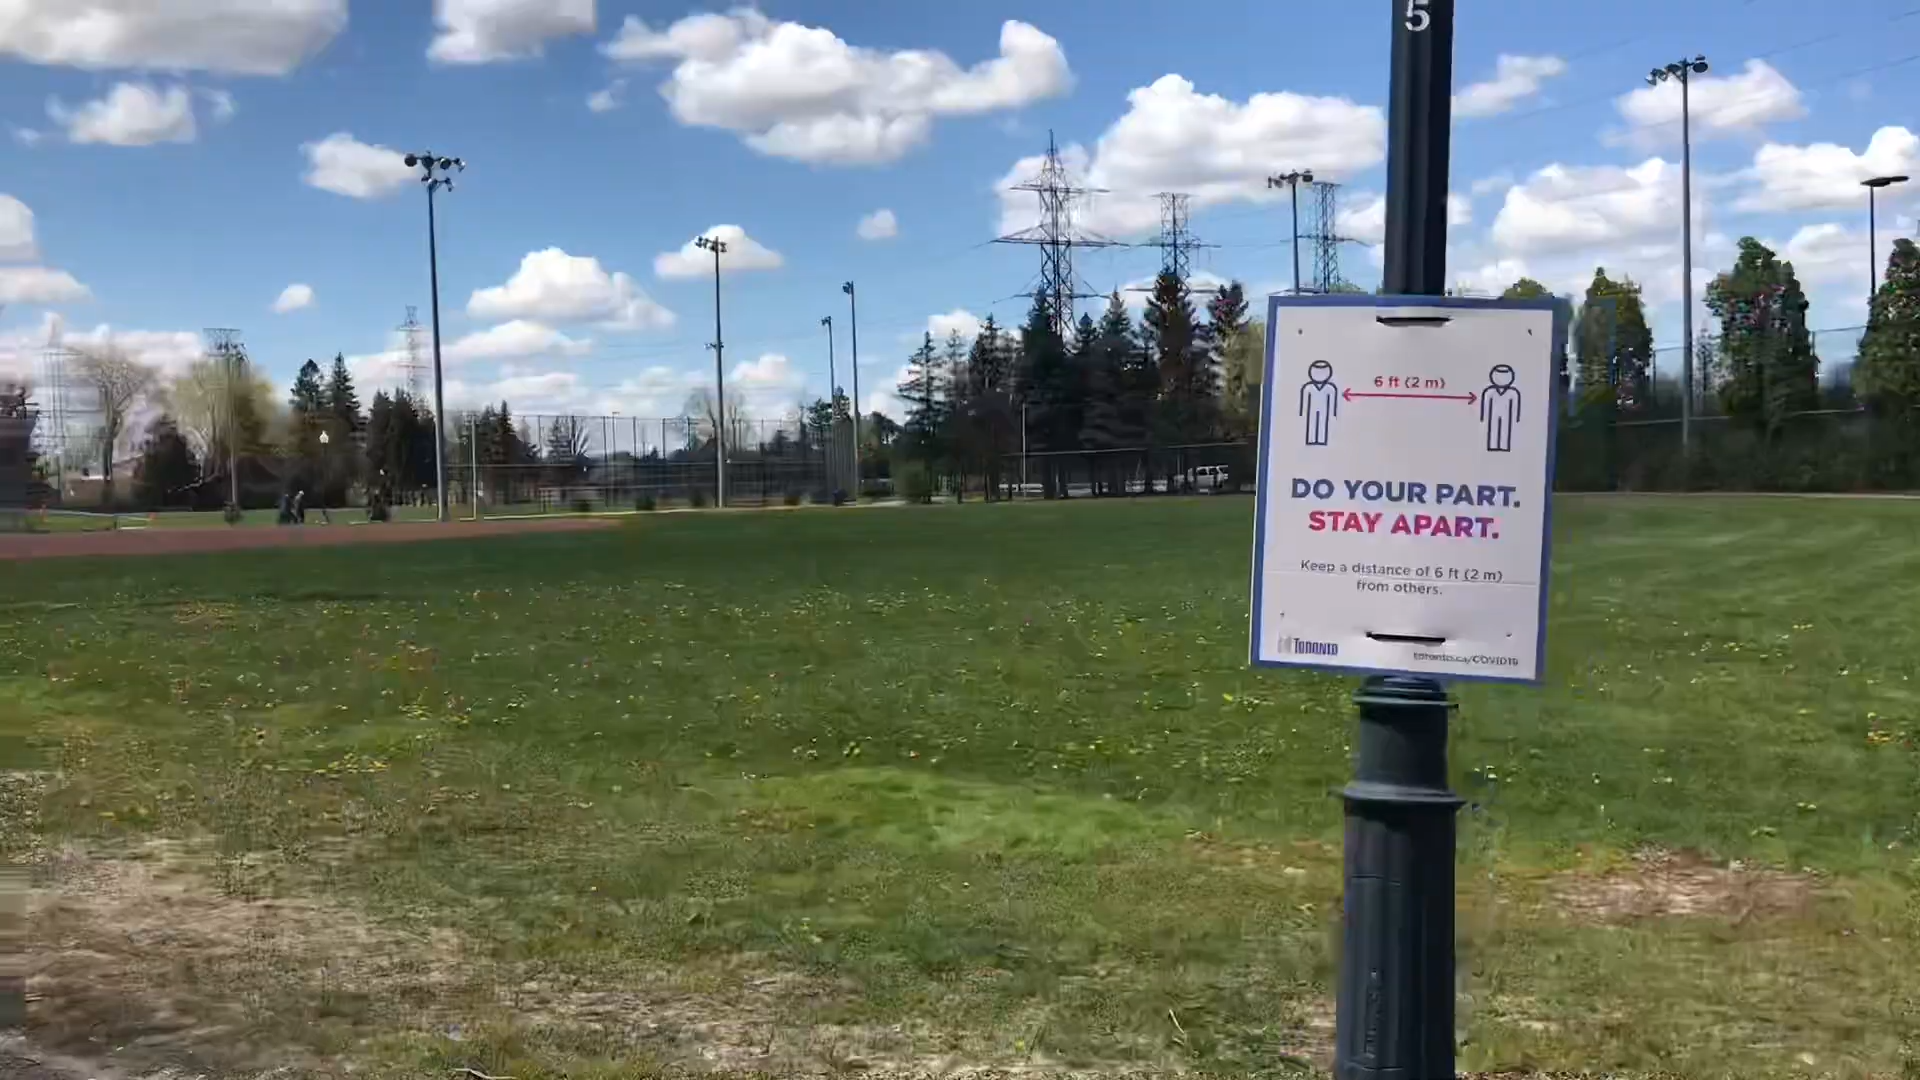 5
6 ft (2 m)
DO YOUR PART.
STAY APART.
Keep a distance of 6 ft (2 m)
from others.
TORONTO
toronto.ca/COVID19